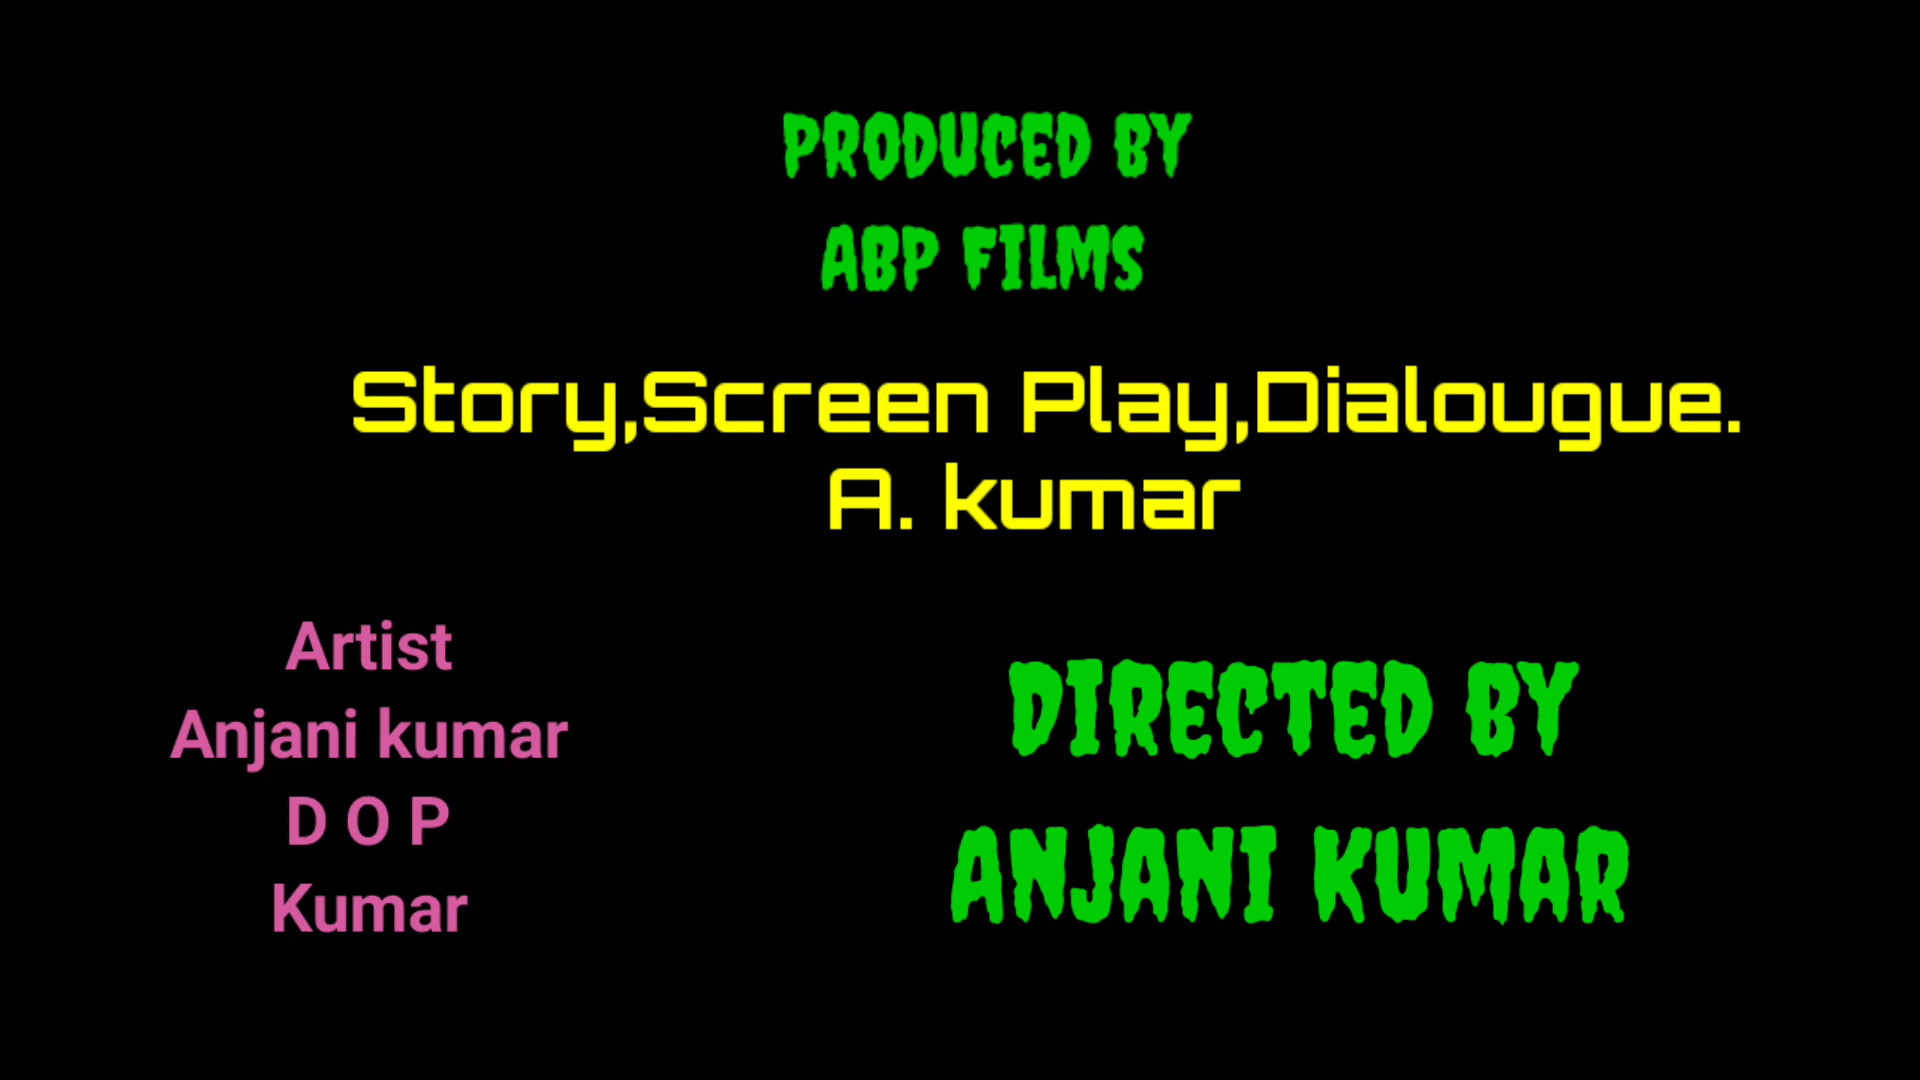 PRODUCED BY
ABP FILMS
Story,Screen Play,Dialougue.
A. kumar
Artist
Anjani kumar
D O P
Kumar
DIRECTED BY
ANJANI KUMAR